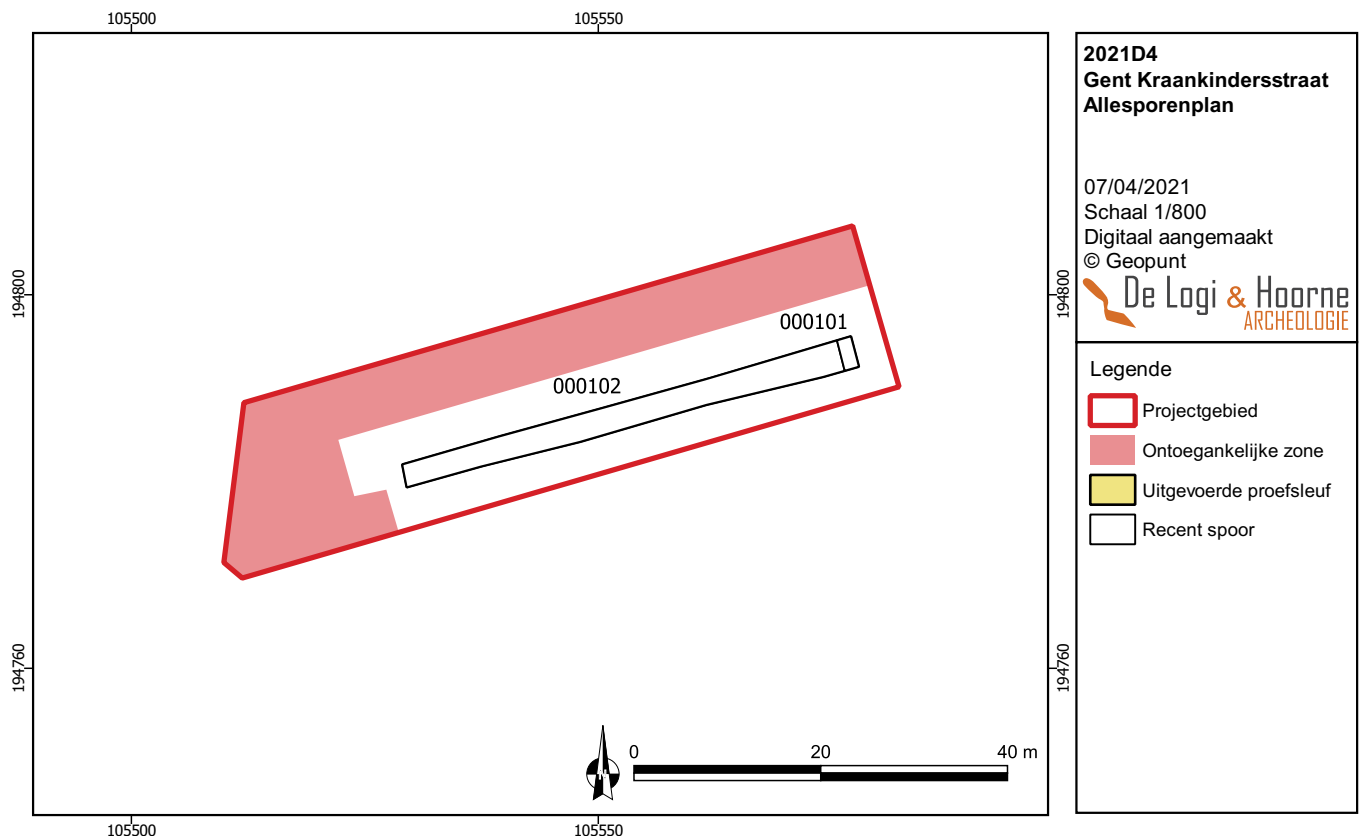 105500
105550
2021D4
Gent Kraankindersstraat
Allesporenplan
07/04/2021
Schaal 1/800
Digitaal aangemaakt
© Geopunt
De Logi & Hoorne
ARCHEOLOGIE
Legende
Projectgebied
Ontoegankelijke zone
Uitgevoerde proefsleuf
Recent spoor
194800
194800
000101
000102
194760
194760
0
20
40 m
105500
105550